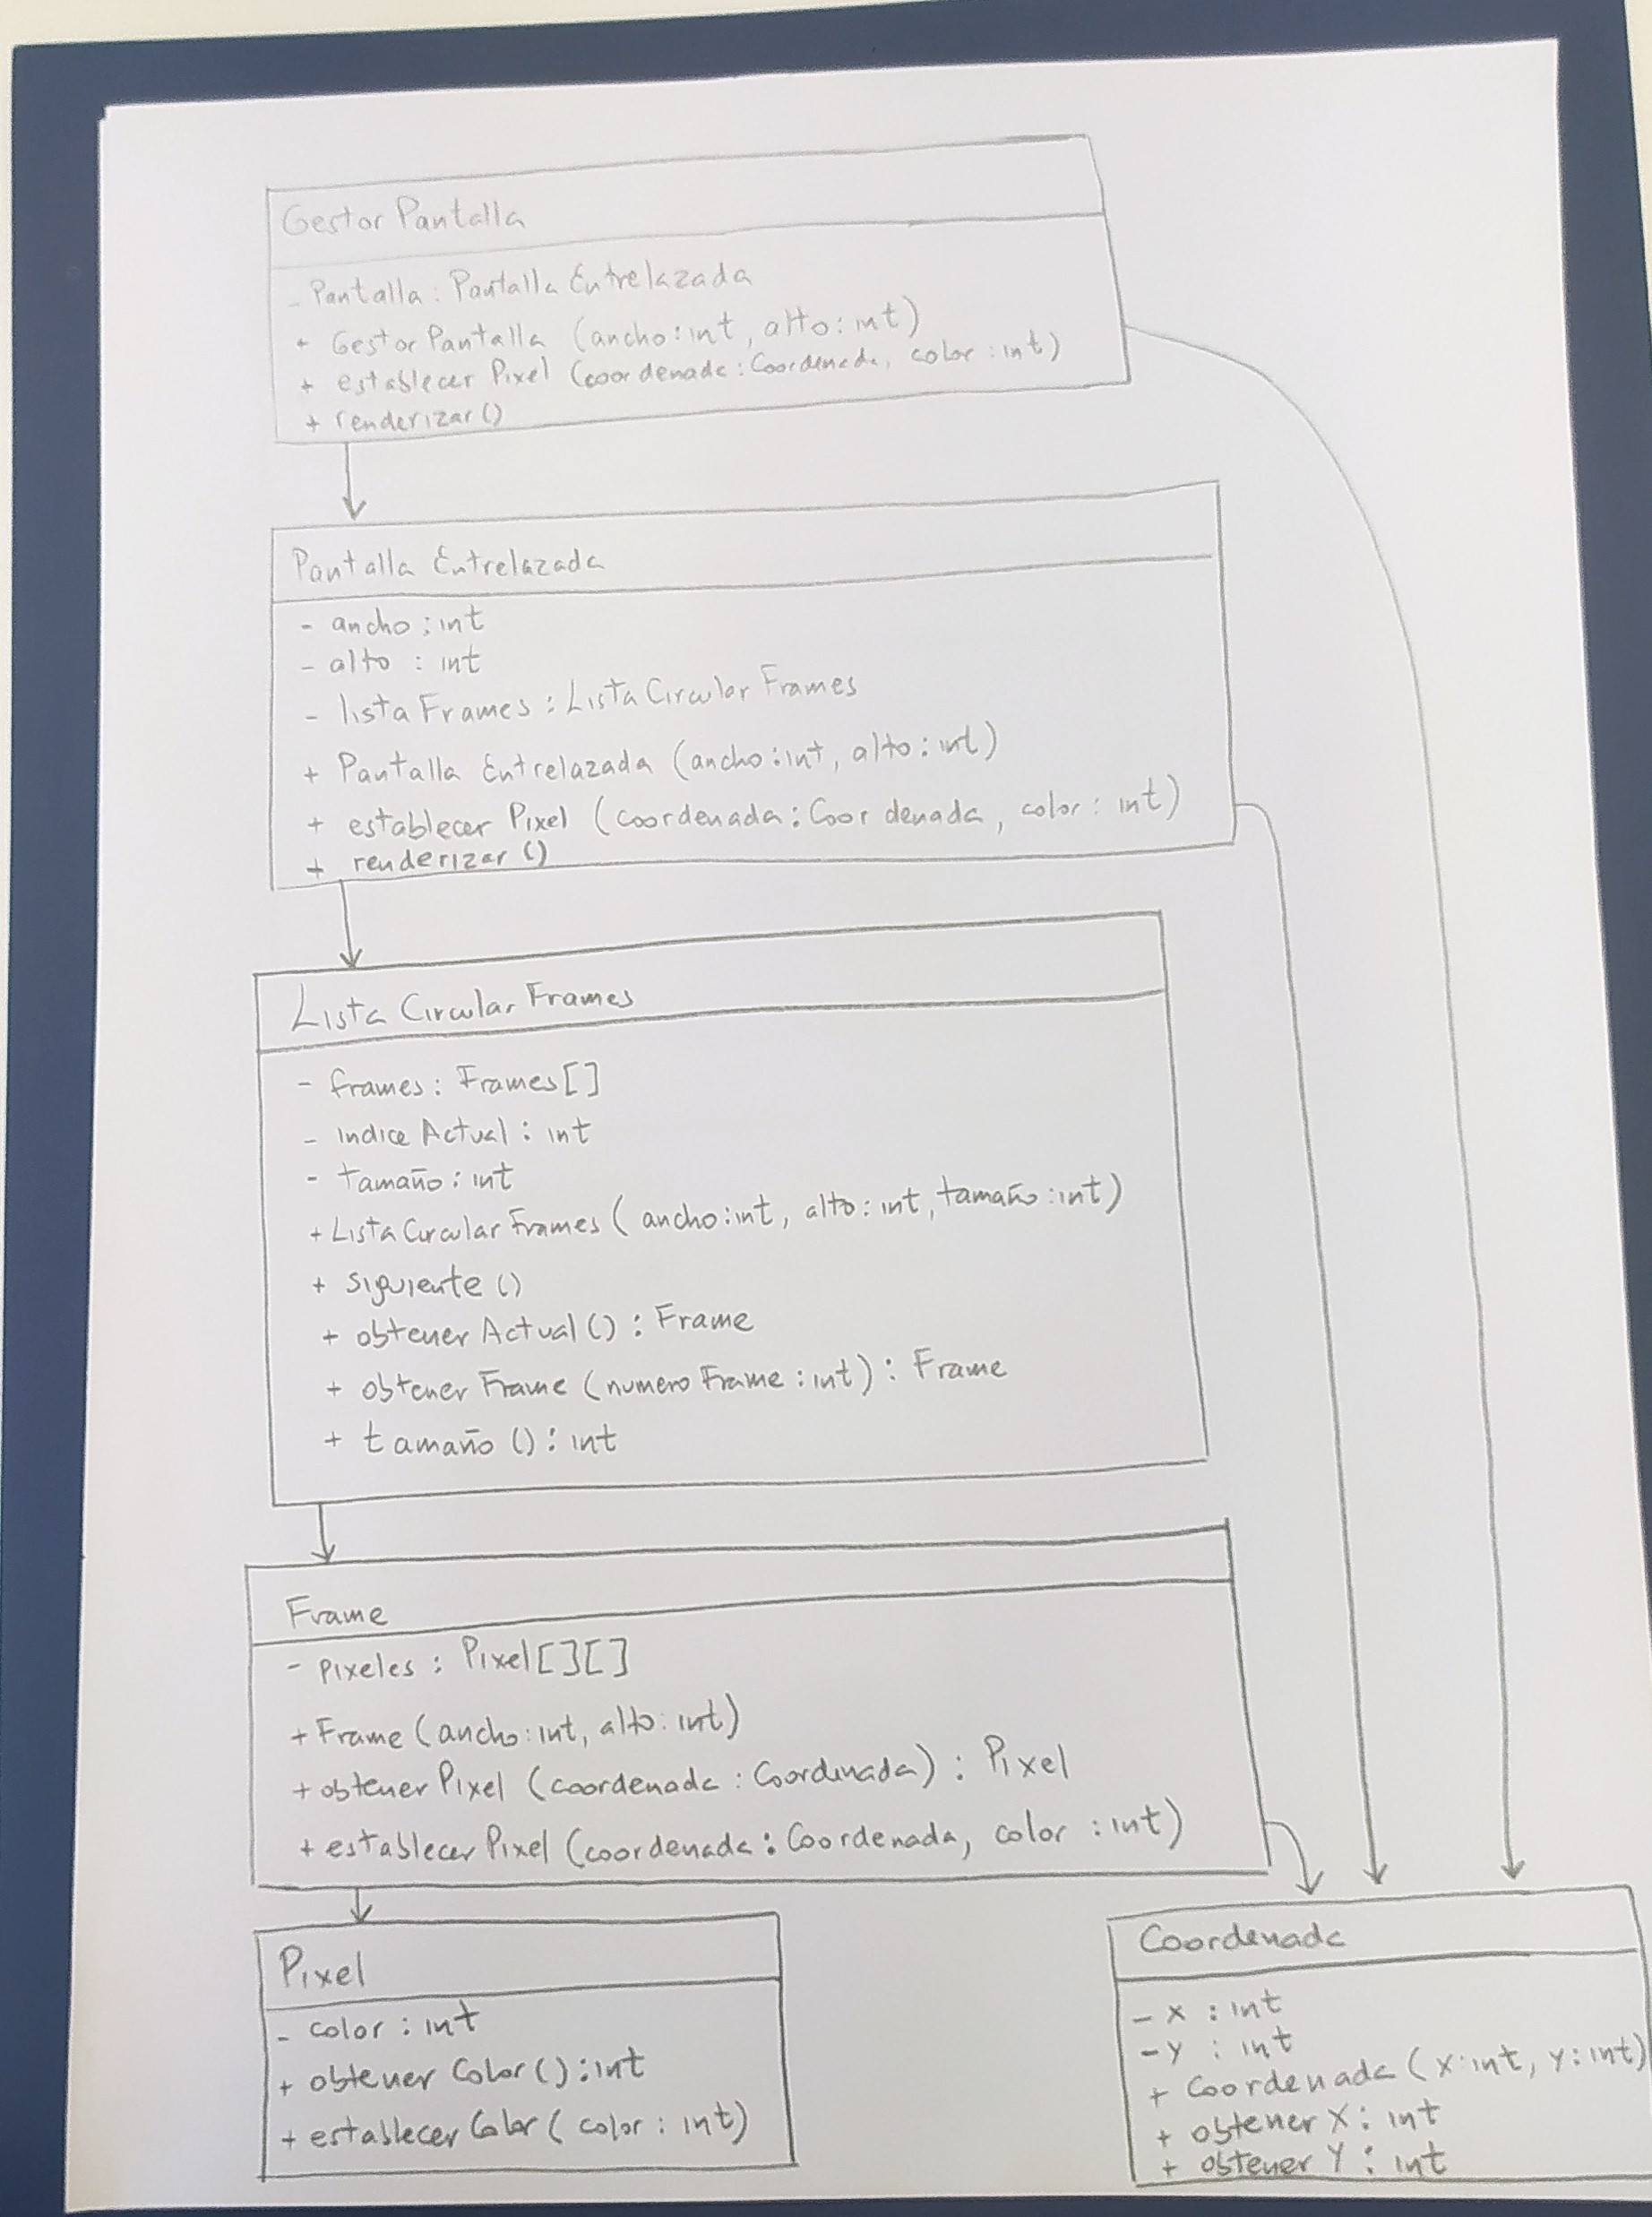 Gestor Pantalla
- Pantalla : Pantalla Entrelazada
+ Gestor Pantalla (ancho: int, alto: int)
+ establecer Pixel (coordenada: Coordenada, color : int)
+ renderizar ()
Pantalla Entrelazada
- ancho : int
- alto : int
- lista Frames : Lista Circular Frames
+ Pantalla Entrelazada (ancho: int, alto: int)
+ establecer Pixel (coordenada: Coordenada, color: int)
+ renderizar ()
Lista Circular Frames
- frames: Frames[]
- indice Actual : int
- tamaño : int
+ Lista Circular Frames (ancho: int, alto: int, tamaño: int)
+ siguiente ()
+ obtener Actual () : Frame
+ obtener Frame (numero Frame : int) : Frame
+ tamaño () : int
Frame
- pixeles : Pixel[][]
+ Frame (ancho: int, alto: int)
+ obtener Pixel (coordenada : Coordenada) : Pixel
+ establecer Pixel (coordenada: Coordenada, color : int)
Pixel
- color : int
+ obtener Color () : int
+ establecer Color ( color : int)
Coordenada
- x : int
- y : int
+ Coordenada (x: int, y: int)
+ obtener X : int
+ obtener Y : int